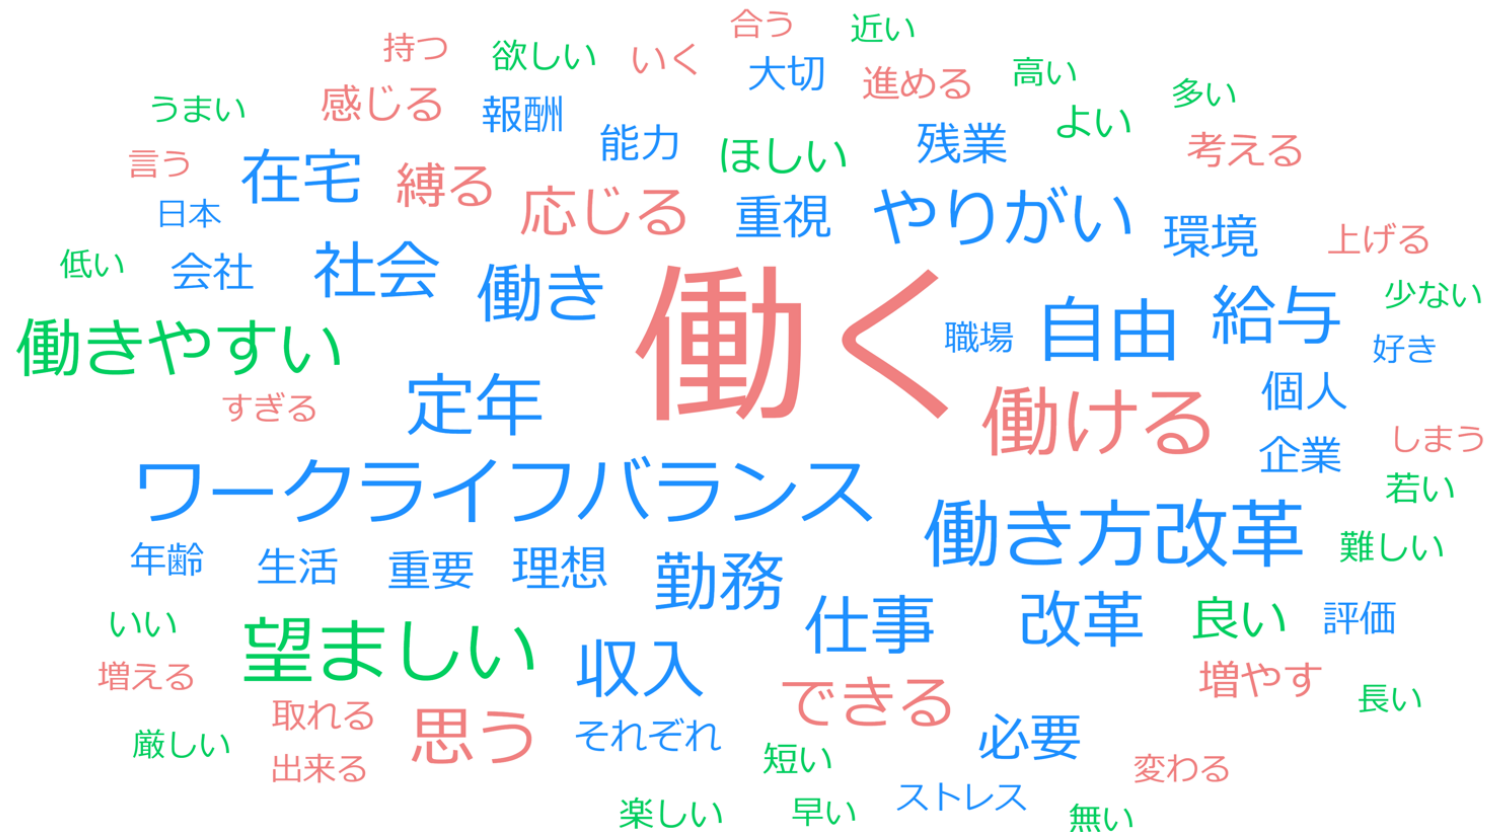 合う
近い
持つ
欲しい
いく
大切
進める
高い
多い
うまい
感じる
報酬
能力
ほしい
残業
よい
考える
言う
在宅
縛る
応じる
重視
やりがい
環境
上げる
日本
低い
会社
社会
働き
働く
職場
自由
給与
少ない
好き
働きやすい
すぎる
定年
働ける
個人
企業
しまう
若い
ワークライフバランス
働き方改革
難しい
年齢
生活
重要
理想
勤務
仕事
改革
良い
評価
いい
望ましい
収入
増える
増やす
長い
取れる
思う
それぞれ
できる
必要
厳しい
出来る
短い
変わる
ストレス
楽しい
早い
無い